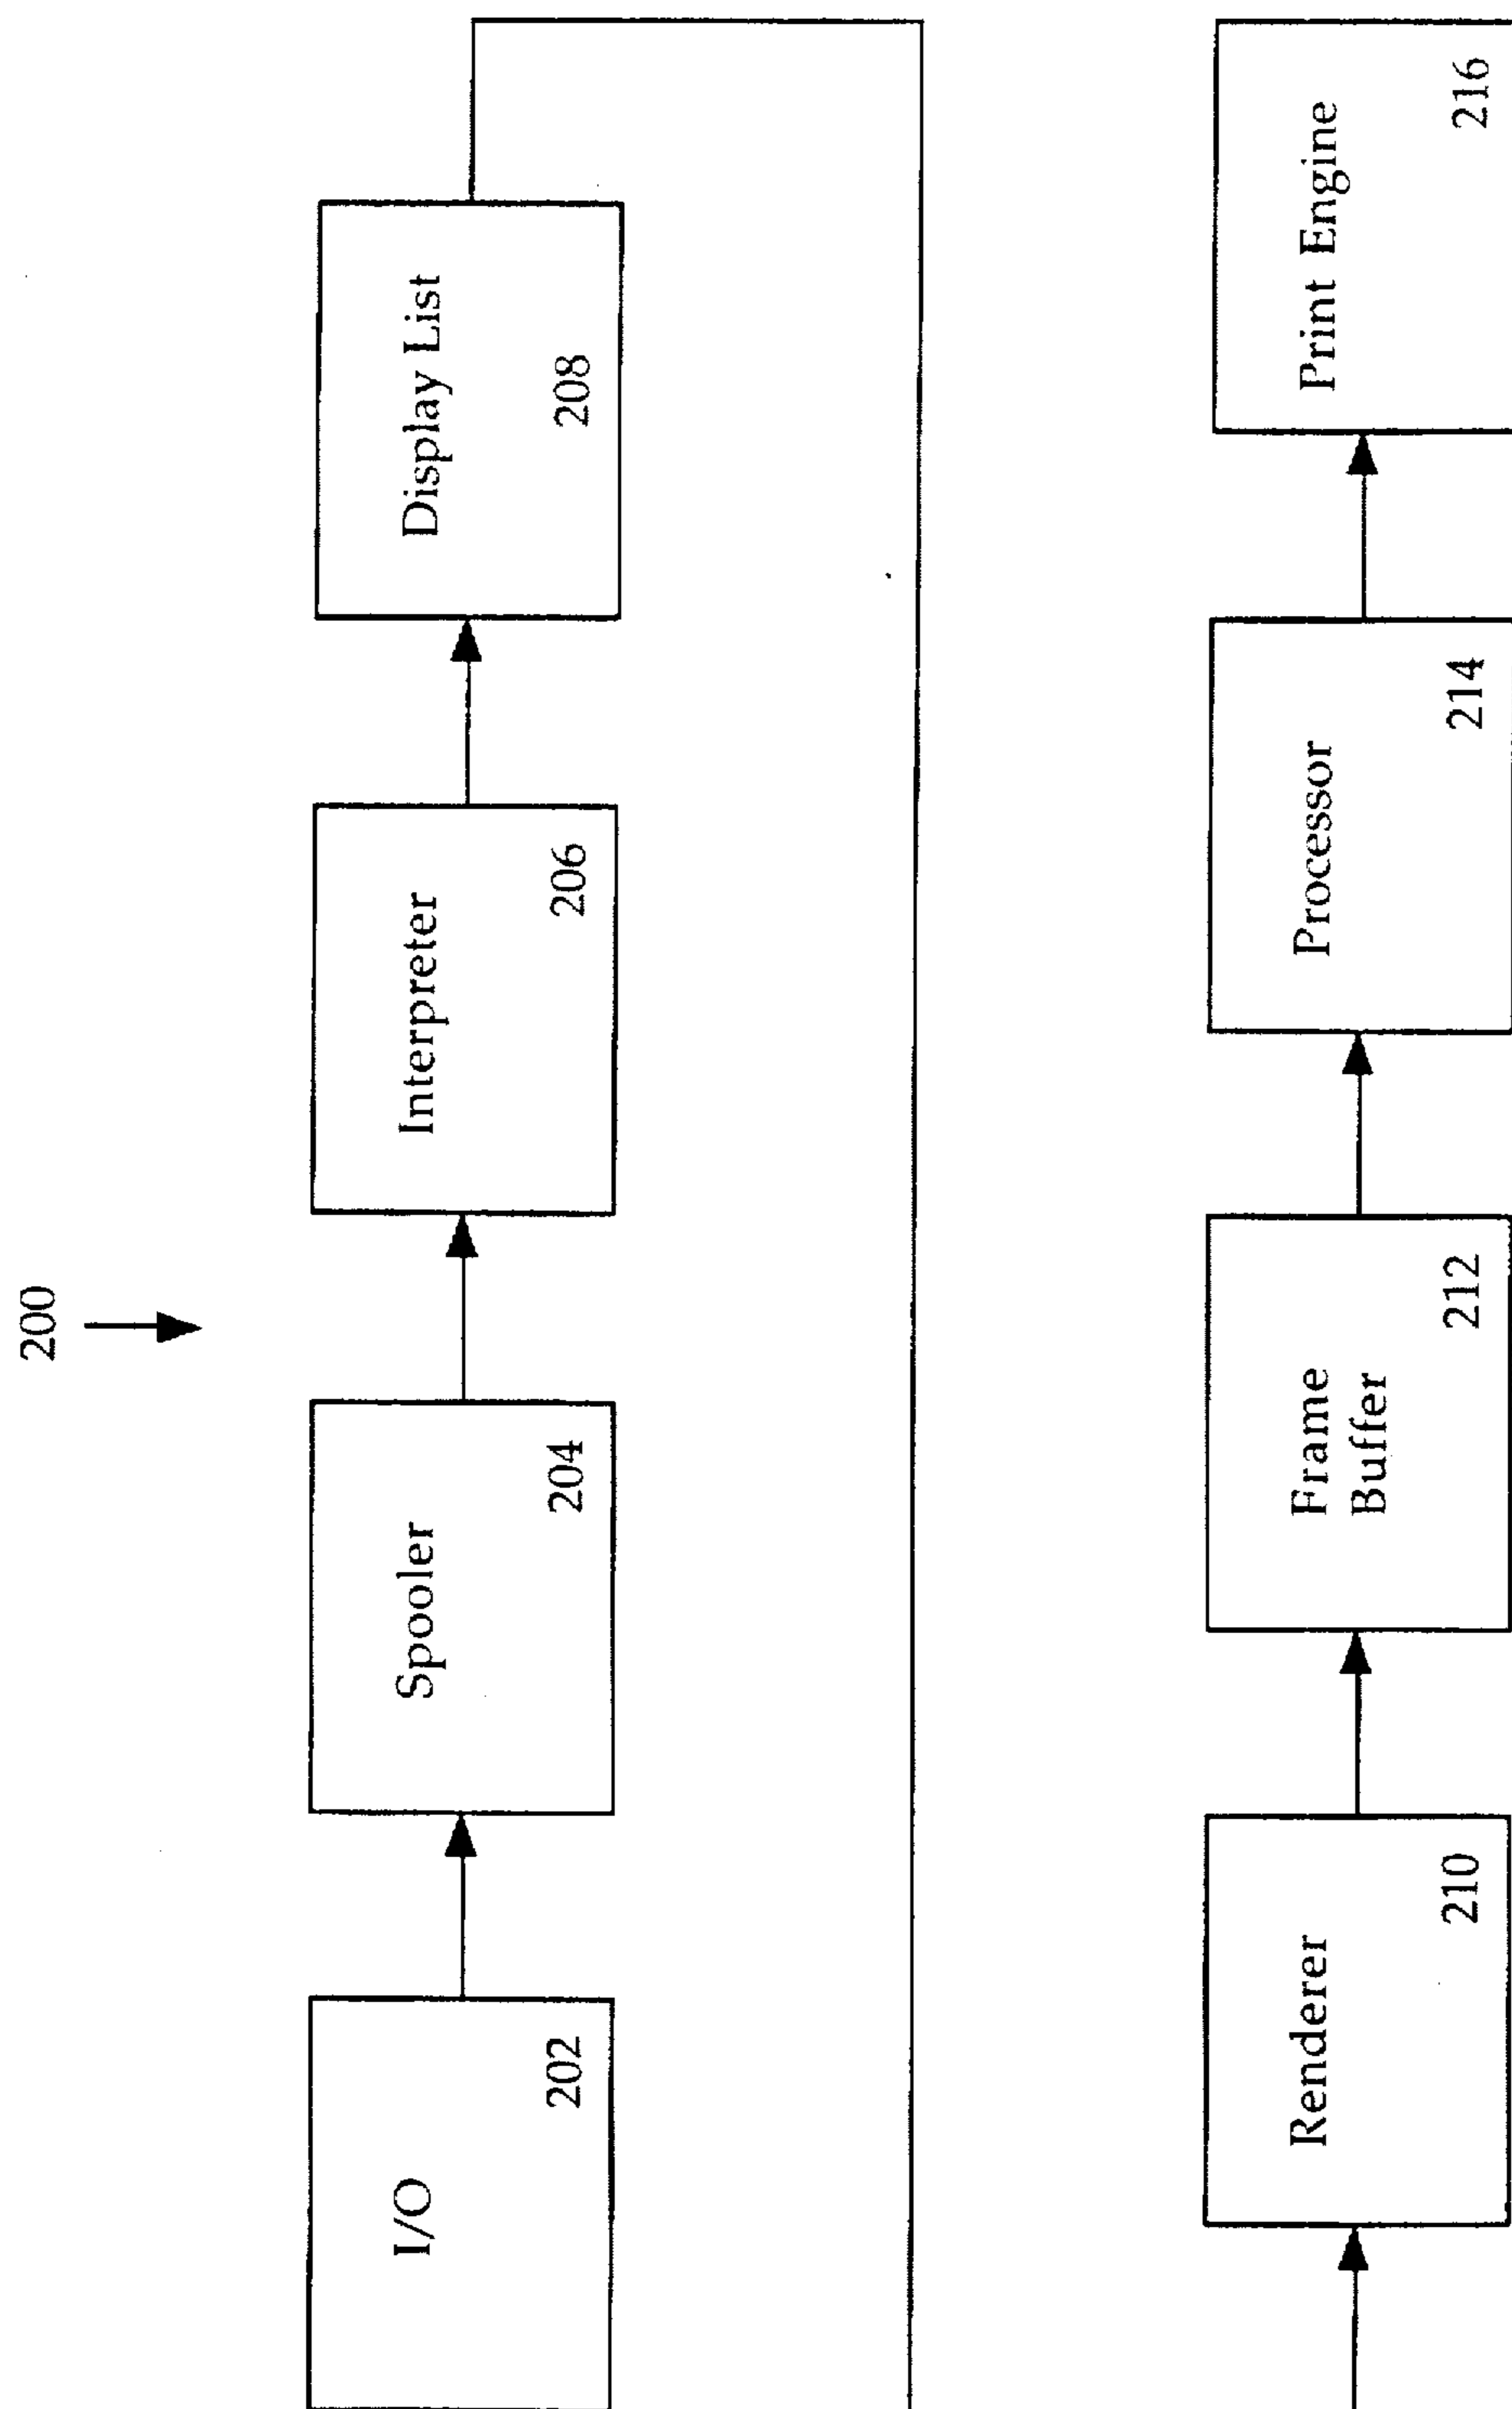 200
I/O
202
Spooler
204
Interpreter
206
Display List
208
Renderer
210
Frame
Buffer
212
Processor
214
Print Engine
216